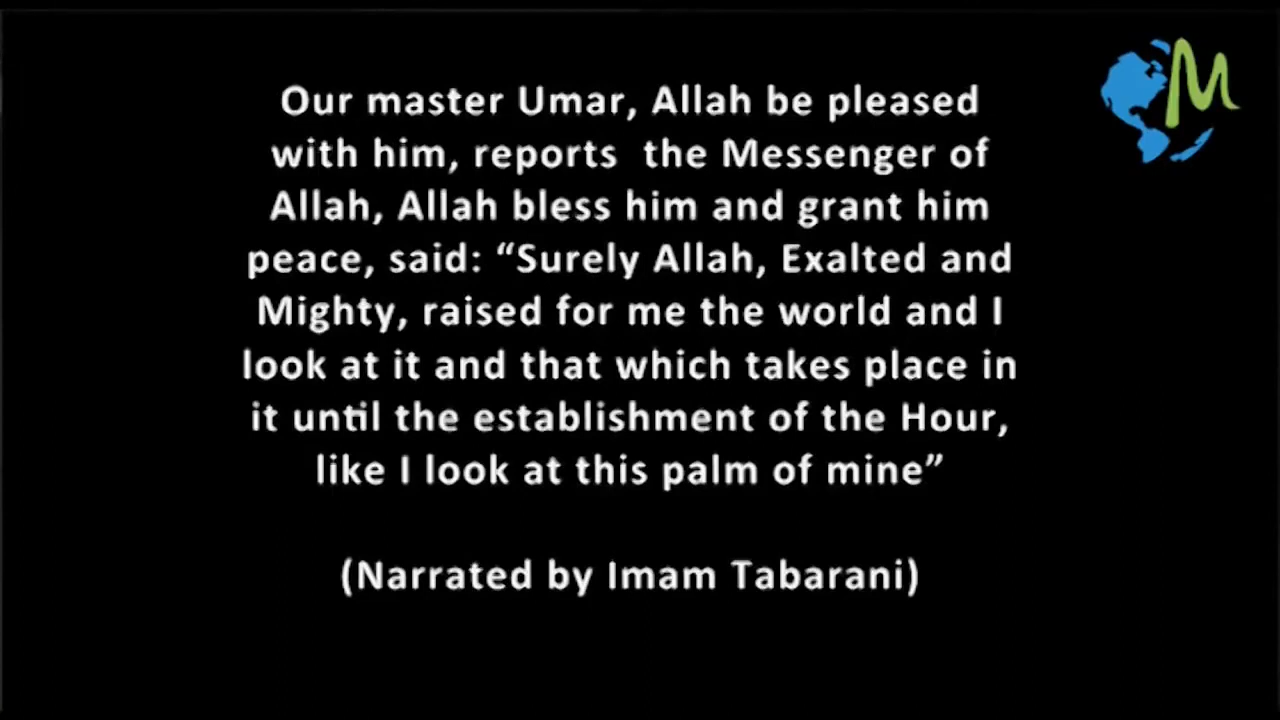 Our master Umar, Allah be pleased
with him, reports the Messenger of
Allah, Allah bless him and grant him
peace, said: “Surely Allah, Exalted and
Mighty, raised for me the world and I
look at it and that which takes place in
it until the establishment of the Hour,
like I look at this palm of mine”
(Narrated by Imam Tabarani)
M